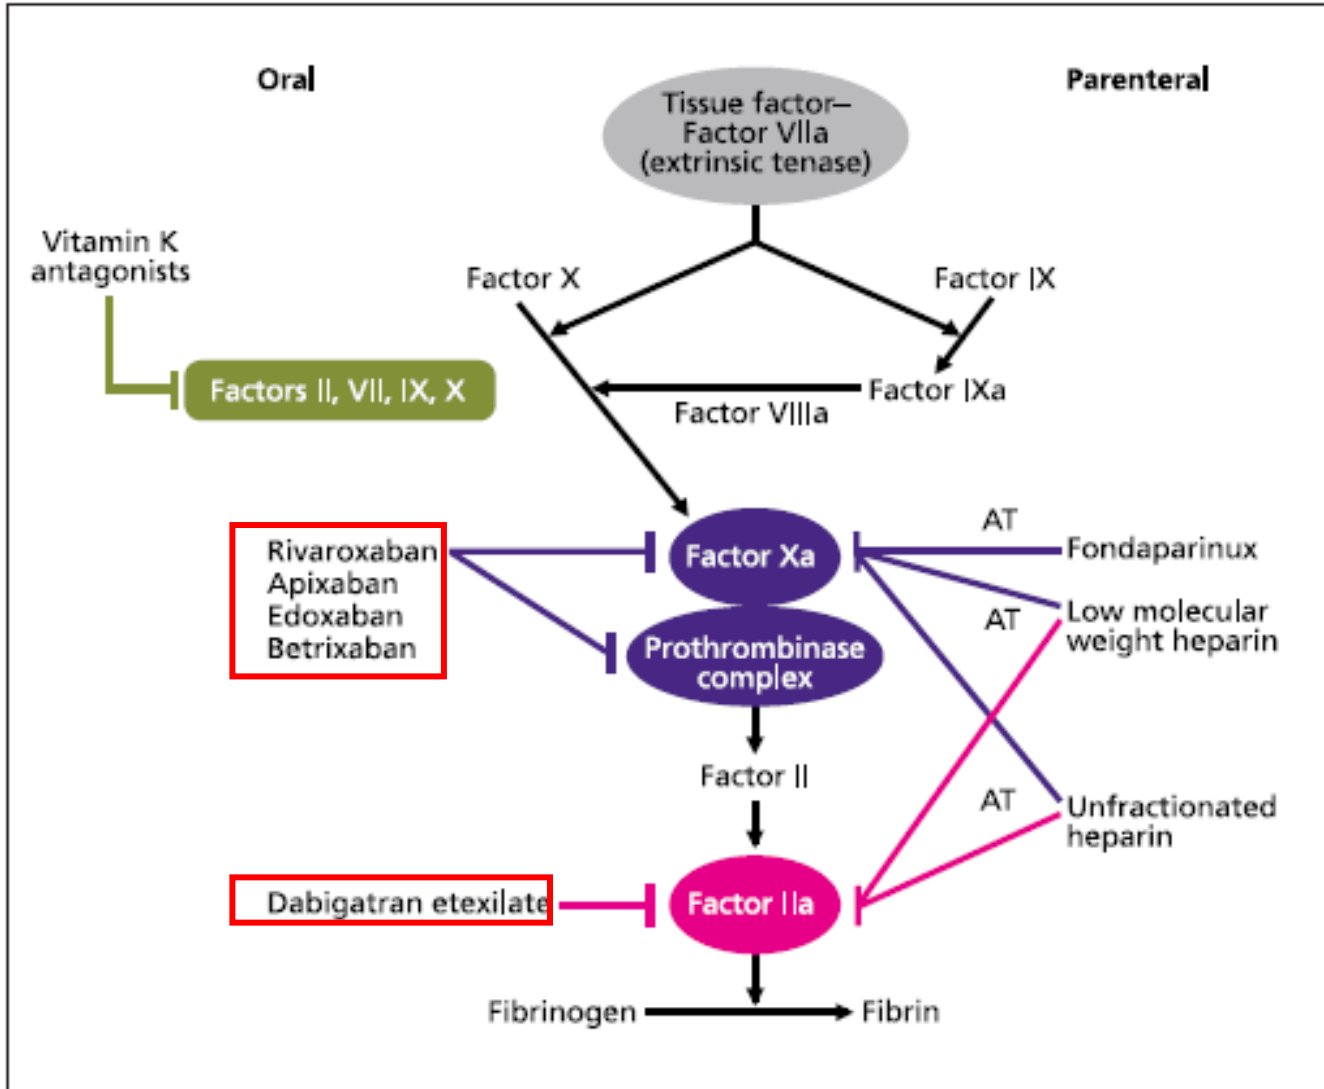 Oral
Parenteral
Tissue factor–
Factor VIIa
(extrinsic tenase)
Vitamin K
antagonists
Factor X
Factor IX
Factors II, VII, IX, X
Factor IXa
Factor VIIIa
Rivaroxaban
Apixaban
Edoxaban
Betrixaban
Factor Xa
AT
Fondaparinux
AT
Low molecular
weight heparin
Prothrombinase
complex
Factor II
AT
Unfractionated
heparin
Dabigatran etexilate
Factor IIa
Fibrinogen
Fibrin